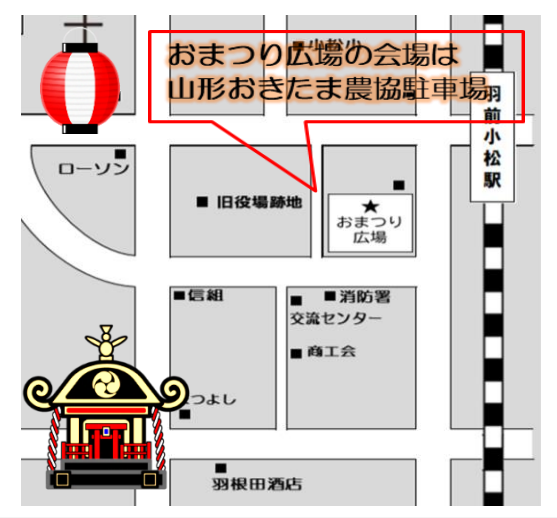 おまつり広場の会場は
山形おきたま農協駐車場
羽前小松駅
ローソン
■ 旧役場跡地
★
おまつり
広場
■信組
■ ■消防署
交流センター
■商工会
つよし
羽根田酒店